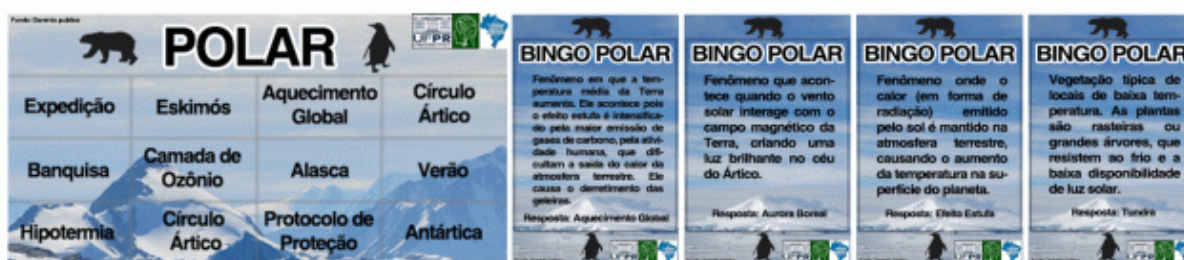 Fundo: Domínio público
POLAR
UFPR
Expedição
Eskimós
Aquecimento
Global
Círculo
Ártico
Banquisa
Camada de
Ozônio
Alasca
Verão
Hipotermia
Círculo
Ártico
Protocolo de
Proteção
Antártica
BINGO POLAR
Fenômeno em que a tem-
peratura média da Terra
aumenta. Ele acontece pois
o efeito estufa é intensifica-
do pela maior emissão de
gases de carbono, pela ativi-
dade humana, que difi-
cultam a saída do calor da
atmosfera terrestre. Ele
causa o derretimento das
geleiras.
Resposta: Aquecimento Global
UFPR
BINGO POLAR
Fenômeno que acon-
tece quando o vento
solar interage com o
campo magnético da
Terra, criando uma
luz brilhante no céu
do Ártico.
Resposta: Aurora Boreal
UFPR
BINGO POLAR
Fenômeno onde o
calor (em forma de
radiação) emitido
pelo sol é mantido na
atmosfera terrestre,
causando o aumento
da temperatura na su-
perfície do planeta.
Resposta: Efeito Estufa
UFPR
BINGO POLAR
Vegetação típica de
locais de baixa tem-
peratura. As plantas
são rasteiras ou
grandes árvores, que
resistem ao frio e a
baixa disponibilidade
de luz solar.
Resposta: Tundra
UFPR